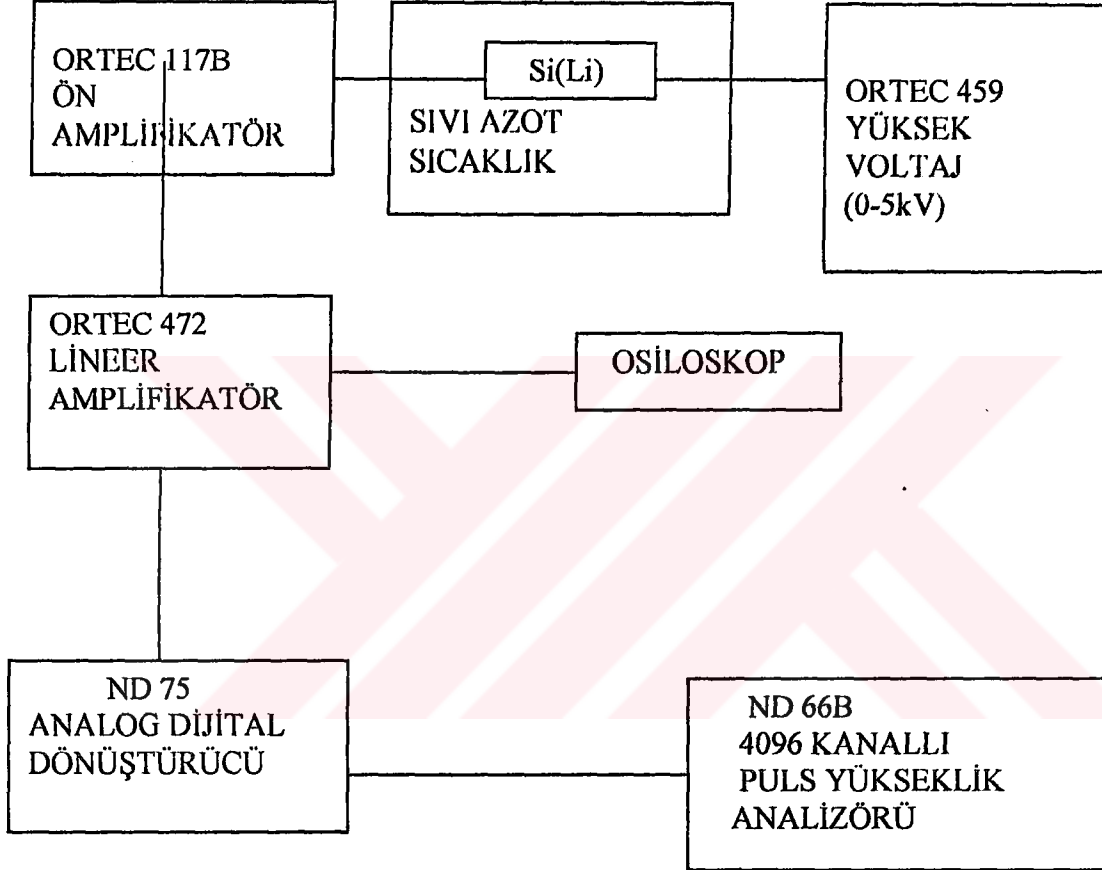 ORTEC 117B
ÖN
AMPLİFİKATÖR
Si(Li)
SIVI AZOT
SICAKLIK
ORTEC 459
YÜKSEK
VOLTAJ
(0-5kV)
ORTEC 472
LİNEER
AMPLİFİKATÖR
OSİLOSKOP
ND 75
ANALOG DİJİTAL
DÖNÜŞTÜRÜCÜ
ND 66B
4096 KANALLI
PULS YÜKSEKLİK
ANALİZÖRÜ